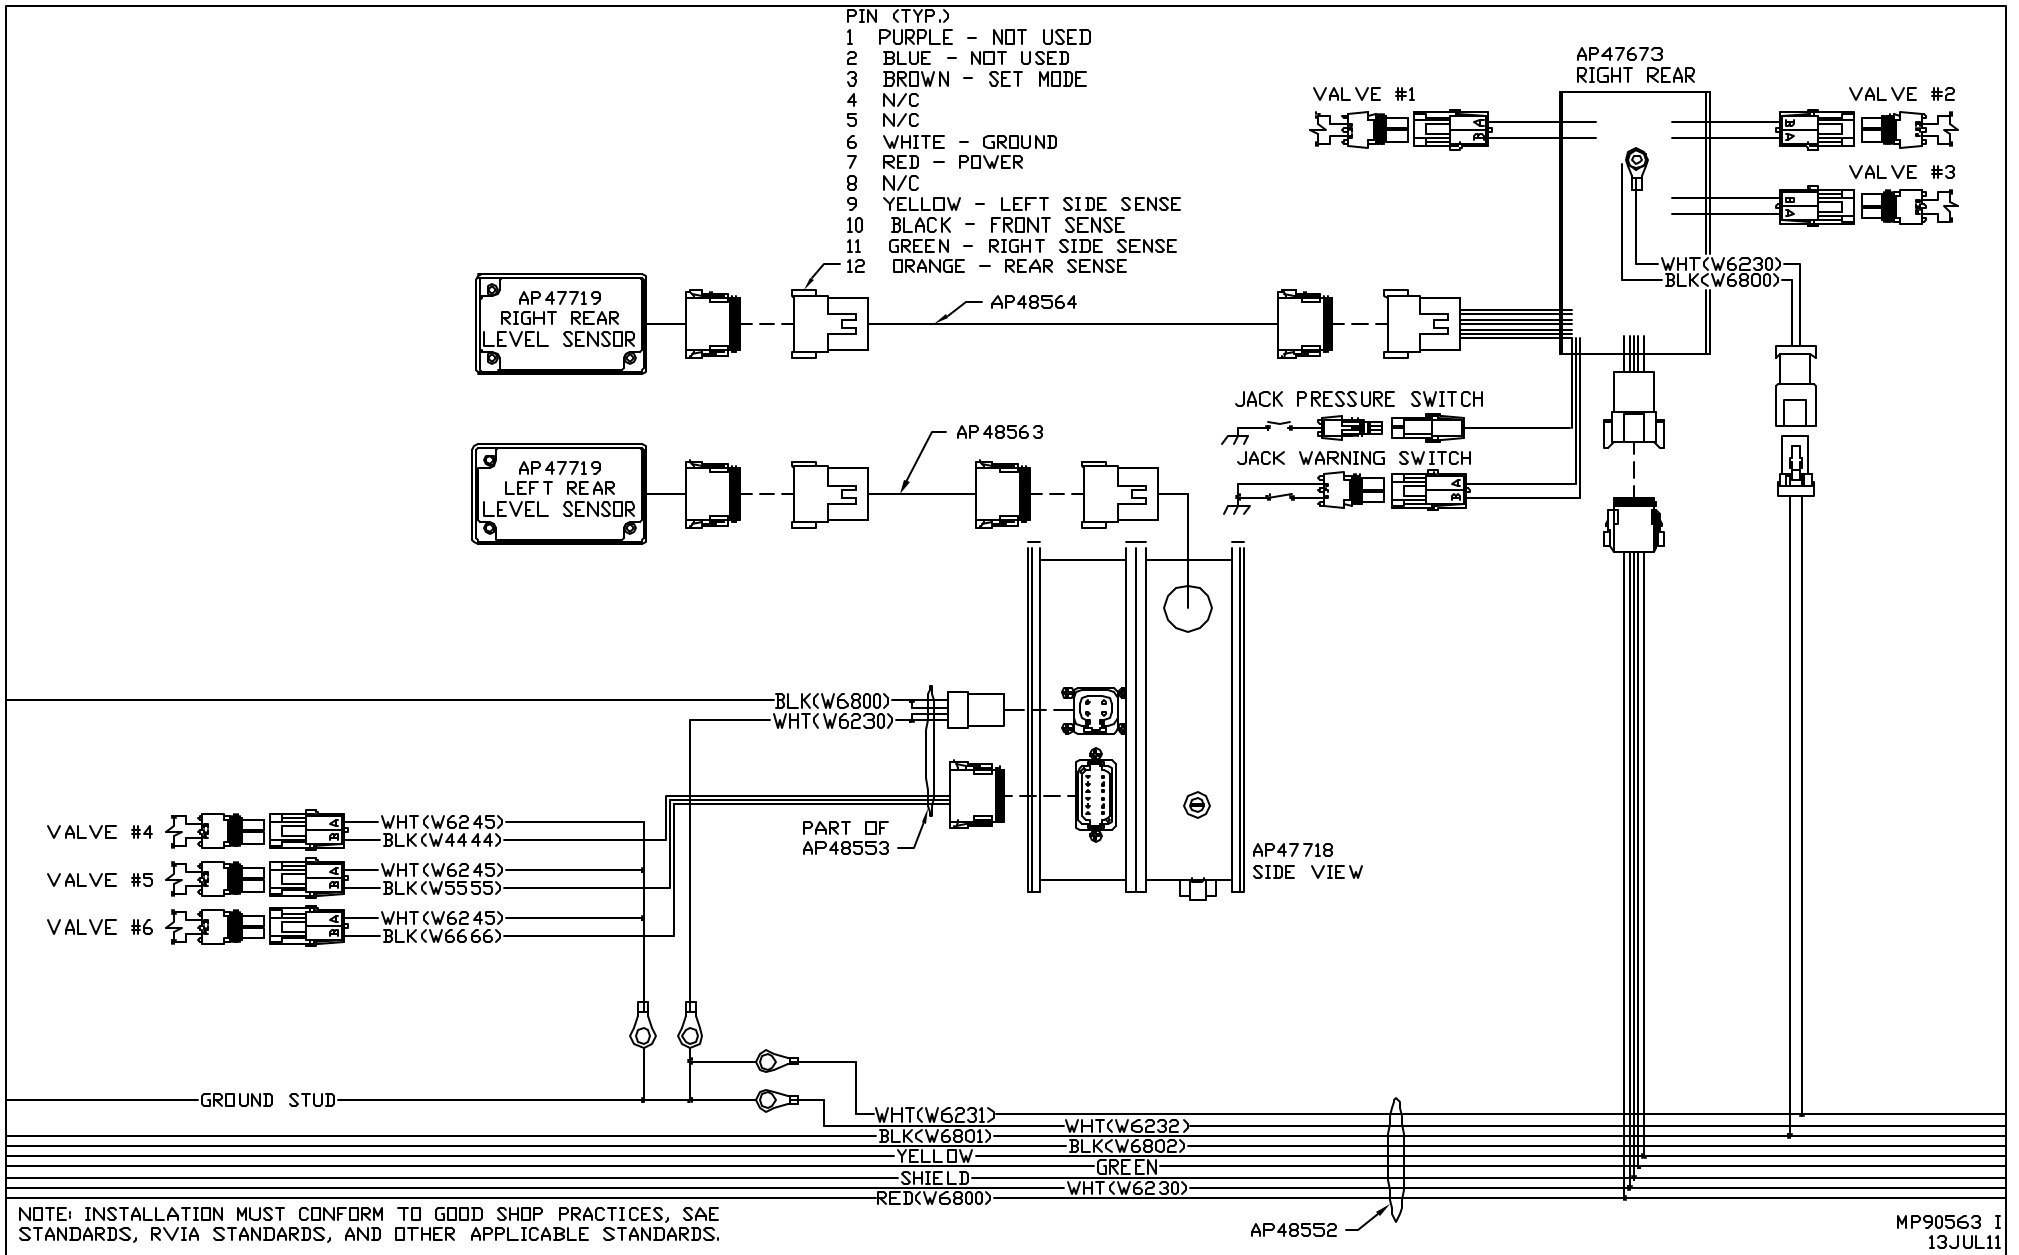 PIN (TYP.)
1 PURPLE - NOT USED
2 BLUE - NOT USED
3 BROWN - SET MODE
4 N/C
5 N/C
6 WHITE - GROUND
7 RED - POWER
8 N/C
9 YELLOW - LEFT SIDE SENSE
10 BLACK - FRONT SENSE
11 GREEN - RIGHT SIDE SENSE
12 ORANGE - REAR SENSE
AP47673
RIGHT REAR
VALVE #1
B A
VALVE #2
B A
VALVE #3
B A
WHT(W6230)
BLK(W6800)
AP47719
RIGHT REAR
LEVEL SENSOR
AP48564
JACK PRESSURE SWITCH
JACK WARNING SWITCH
B A
AP47719
LEFT REAR
LEVEL SENSOR
AP48563
BLK(W6800)
WHT(W6230)
PART OF
AP48553
AP47718
SIDE VIEW
VALVE #4
B A
WHT(W6245)
BLK(W4444)
VALVE #5
B A
WHT(W6245)
BLK(W5555)
VALVE #6
B A
WHT(W6245)
BLK(W6666)
GROUND STUD
WHT(W6231)
WHT(W6232)
BLK(W6801)
BLK(W6802)
YELLOW
GREEN
SHIELD
WHT(W6230)
RED(W6800)
AP48552
NOTE: INSTALLATION MUST CONFORM TO GOOD SHOP PRACTICES, SAE
STANDARDS, RVIA STANDARDS, AND OTHER APPLICABLE STANDARDS.
MP90563 I
13JUL11